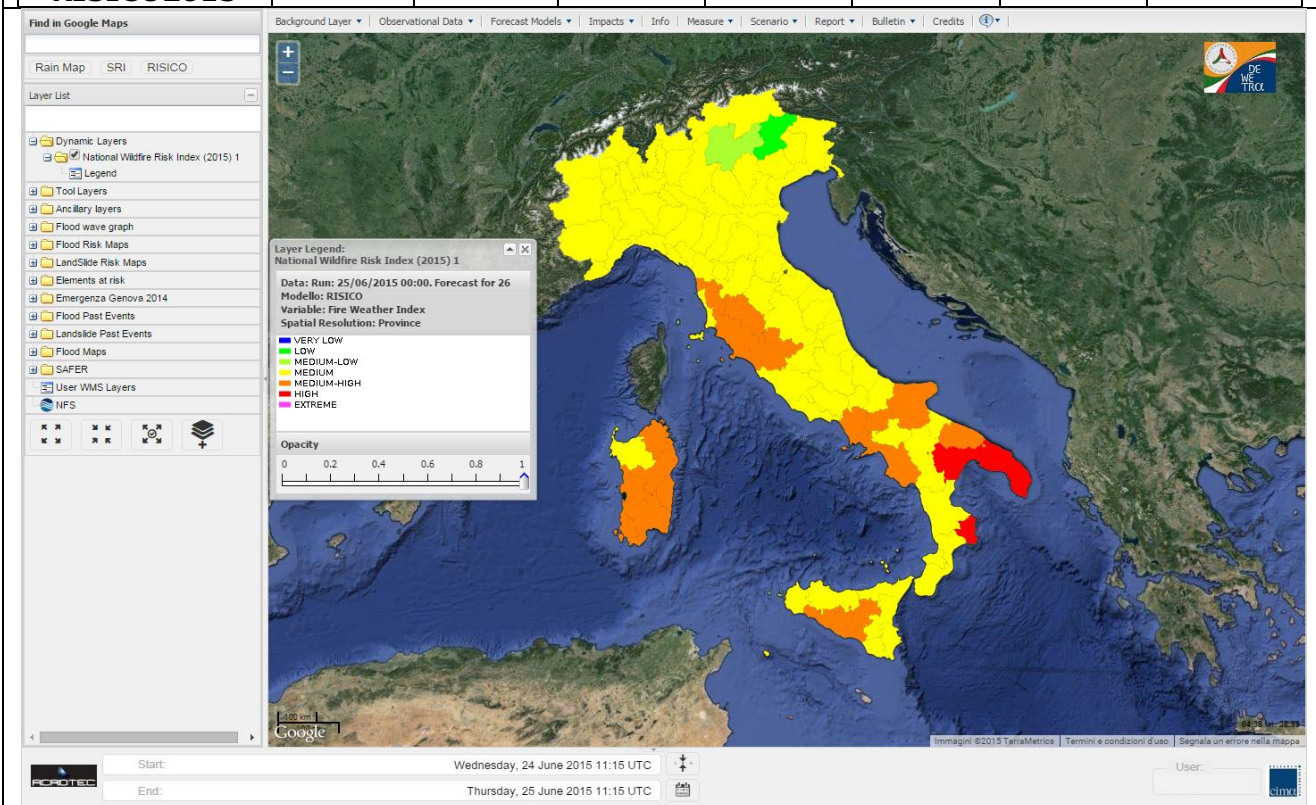 Find in Google Maps
Background Layer Observational Data Forecast Models Impacts Info Measure Scenario Report Bulletin Credits
Rain Map SRI RISICO
DE
WE
TRα
Layer List
Dynamic Layers
National Wildfire Risk Index (2015) 1
Legend
Tool Layers
Ancillary layers
Flood wave graph
Flood Risk Maps
LandSlide Risk Maps
Elements at risk
Emergenza Genova 2014
Flood Past Events
Landslide Past Events
Flood Maps
SAFER
User WMS Layers
NFS
Layer Legend:
National Wildfire Risk Index (2015) 1
Data: Run: 25/06/2015 00:00. Forecast for 26
Modello: RISICO
Variable: Fire Weather Index
Spatial Resolution: Province
VERY LOW
LOW
MEDIUM-LOW
MEDIUM
MEDIUM-HIGH
HIGH
EXTREME
Opacity
0 0.2 0.4 0.6 0.8 1
100 km
Google
Immagini ©2015 TerraMetrics Termini e condizioni d'uso Segnala un errore nella mappa
ACROTEC
Start: Wednesday, 24 June 2015 11:15 UTC
End: Thursday, 25 June 2015 11:15 UTC
User:
cima